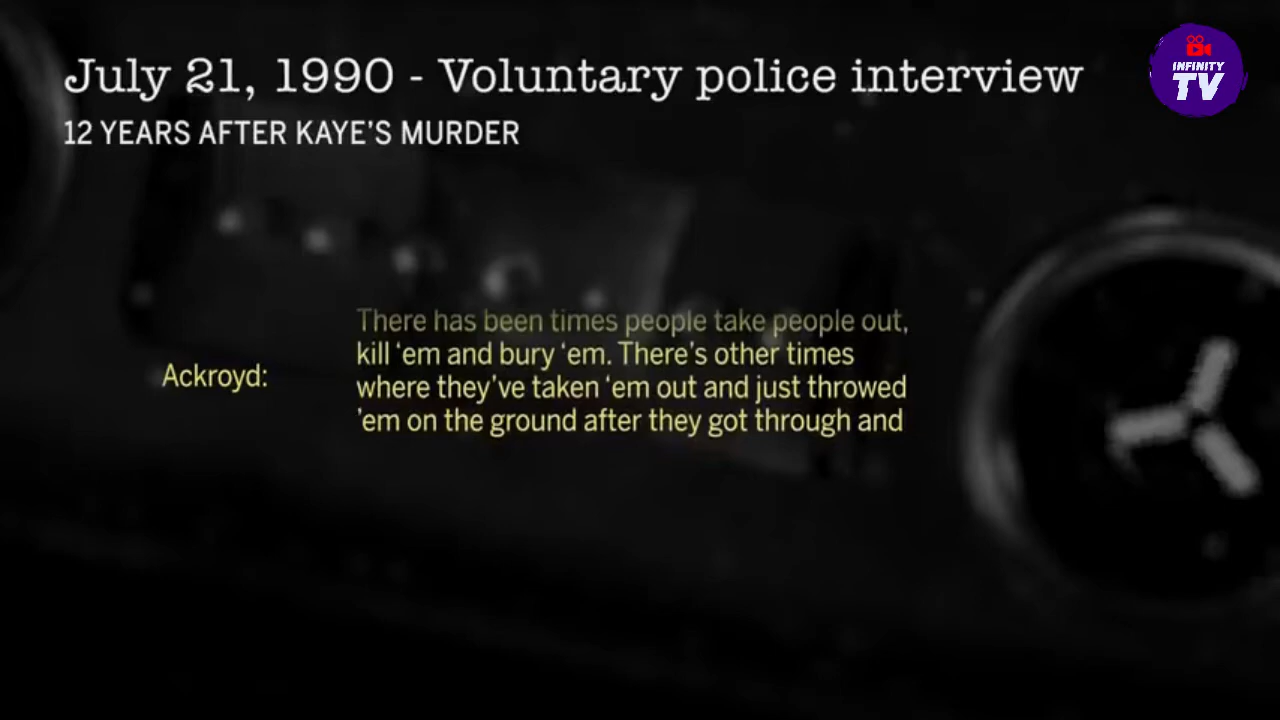 July 21, 1990 - Voluntary police interview
12 YEARS AFTER KAYE'S MURDER
INFINITY
TV
Ackroyd:
There has been times people take people out,
kill ‘em and bury ‘em. There’s other times
where they’ve taken ‘em out and just throwed
’em on the ground after they got through and